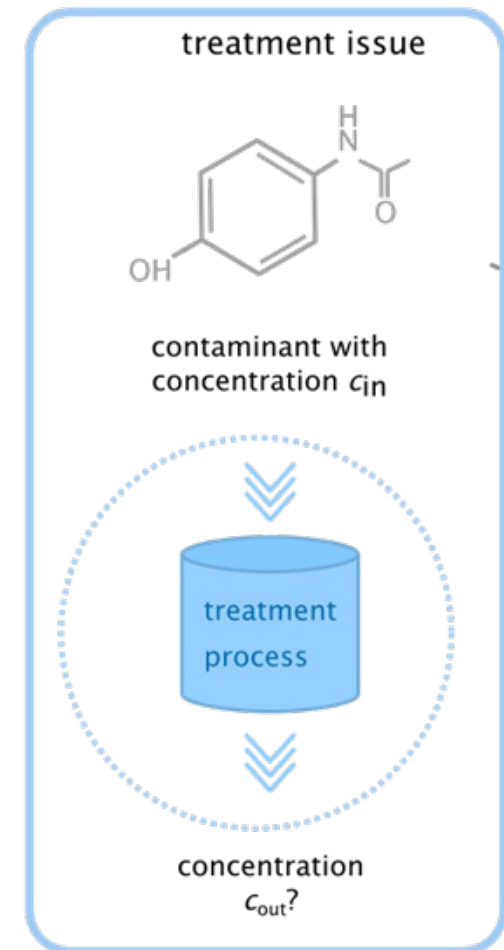 treatment issue
H
N
O
OH
contaminant with
concentration cin
treatment
process
concentration
cout?